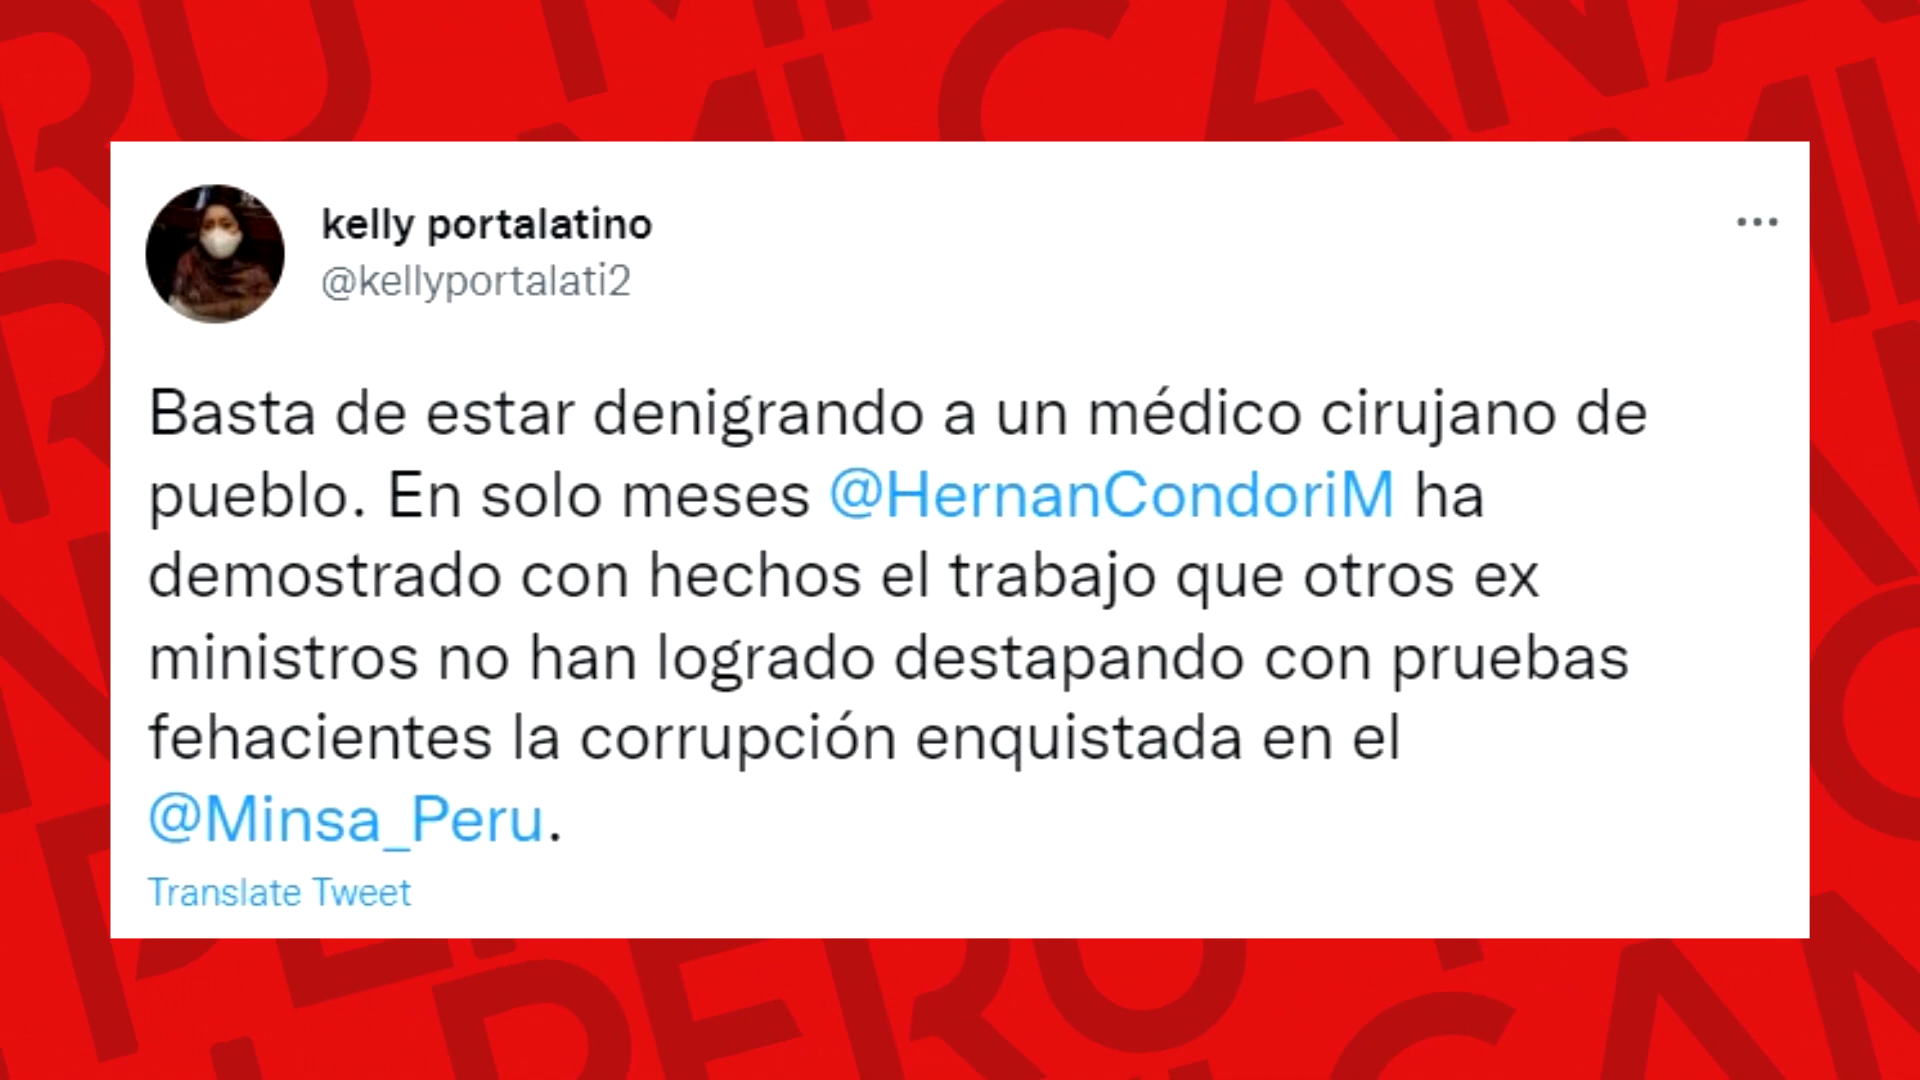 kelly portalatino
@kellyportalati2
Basta de estar denigrando a un médico cirujano de
pueblo. En solo meses @HernanCondoriM ha
demostrado con hechos el trabajo que otros ex
ministros no han logrado destapando con pruebas
fehacientes la corrupción enquistada en el
@Minsa_Peru.
Translate Tweet